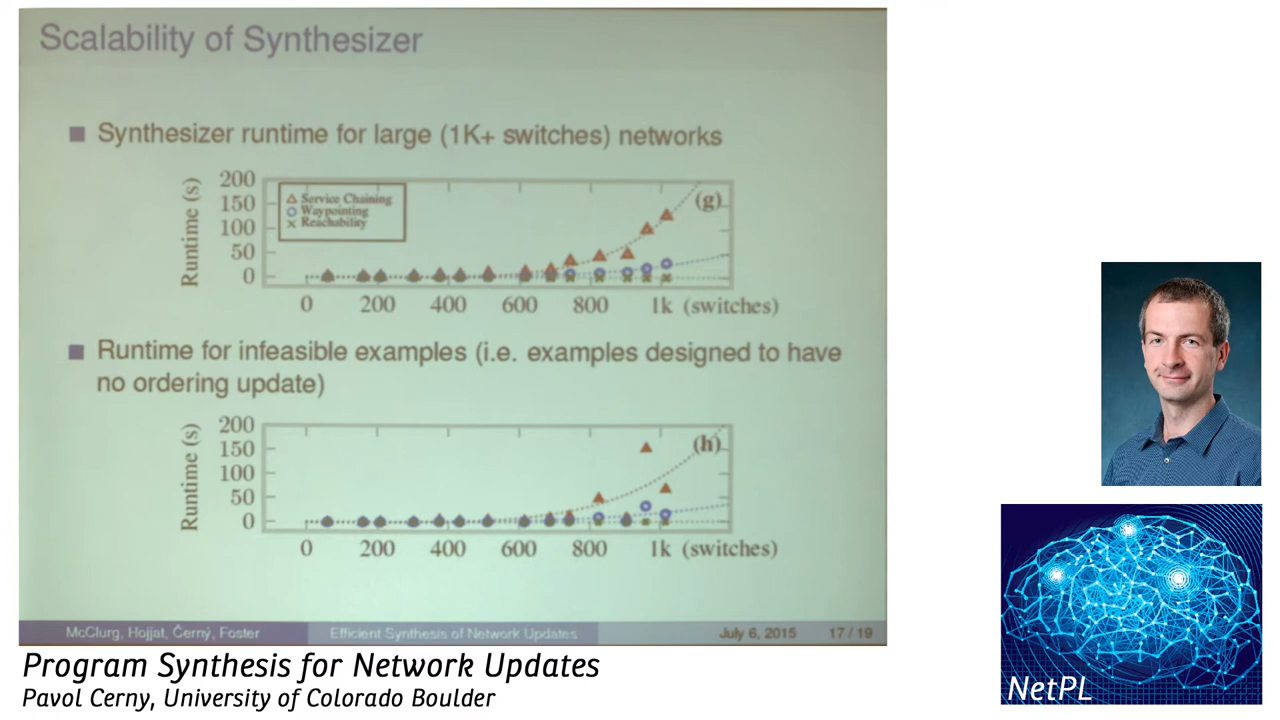 Scalability of Synthesizer
Synthesizer runtime for large (1K+ switches) networks
Runtime (s)
200
150
100
50
0
Service Chaining
Waypointing
Reachability
(g)
0 200 400 600 800 1k (switches)
Runtime for infeasible examples (i.e. examples designed to have
no ordering update)
Runtime (s)
200
150
100
50
0
(h)
0 200 400 600 800 1k (switches)
McClurg, Hojjat, Černý, Foster Efficient Synthesis of Network Updates July 6, 2015 17 / 19
Program Synthesis for Network Updates
Pavol Cerny, University of Colorado Boulder
NetPL